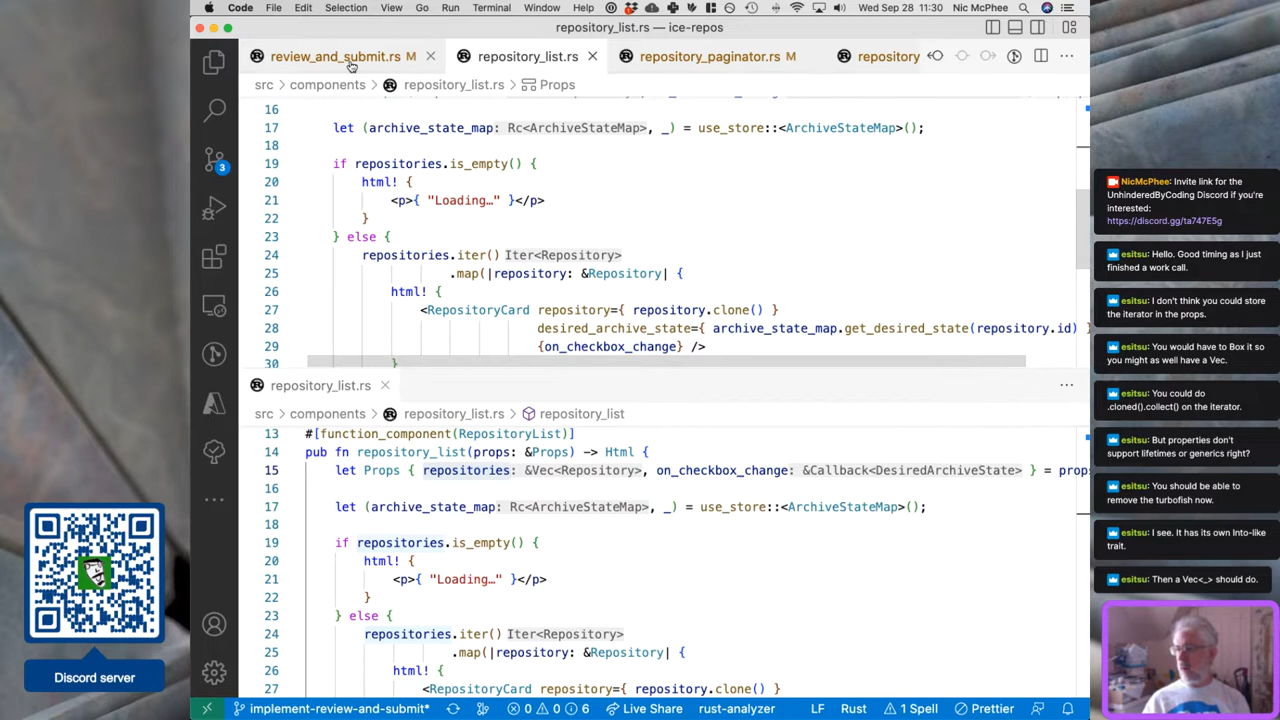 Code File Edit Selection View Go Run Terminal Window Help Wed Sep 28 11:30 Nic McPhee
repository_list.rs — ice-repos
review_and_submit.rs M repository_list.rs repository_paginator.rs M repository
src components repository_list.rs Props
16
17 let (archive_state_map: Rc<ArchiveStateMap>, _) = use_store::<ArchiveStateMap>();
18
19 if repositories.is_empty() {
20 html! {
21 <p>{ "Loading…" }</p>
22 }
23 } else {
24 repositories.iter() Iter<Repository>
25 .map(|repository: &Repository| {
26 html! {
27 <RepositoryCard repository={ repository.clone() }
28 desired_archive_state={ archive_state_map.get_desired_state(repository.id) }
29 {on_checkbox_change} />
30 }
repository_list.rs
src components repository_list.rs repository_list
13 #[function_component(RepositoryList)]
14 pub fn repository_list(props: &Props) -> Html {
15 let Props { repositories: &Vec<Repository>, on_checkbox_change: &Callback<DesiredArchiveState> } = props
16
17 let (archive_state_map: Rc<ArchiveStateMap>, _) = use_store::<ArchiveStateMap>();
18
19 if repositories.is_empty() {
20 html! {
21 <p>{ "Loading…" }</p>
22 }
23 } else {
24 repositories.iter() Iter<Repository>
25 .map(|repository: &Repository| {
26 html! {
27 <RepositoryCard repository={ repository.clone() }
3
implement-review-and-submit* 0 0 6 Live Share rust-analyzer LF Rust 1 Spell Prettier
NicMcPhee: Invite link for the
UnhinderedByCoding Discord if you're
interested:
https://discord.gg/ta747E5g
esitsu: Hello. Good timing as I just
finished a work call.
esitsu: I don't think you could store
the iterator in the props.
esitsu: You would have to Box it so
you might as well have a Vec.
esitsu: You could do
.cloned().collect() on the iterator.
esitsu: But properties don't
support lifetimes or generics right?
esitsu: You should be able to
remove the turbofish now.
esitsu: I see. It has its own Into-like
trait.
esitsu: Then a Vec<_> should do.
Discord server